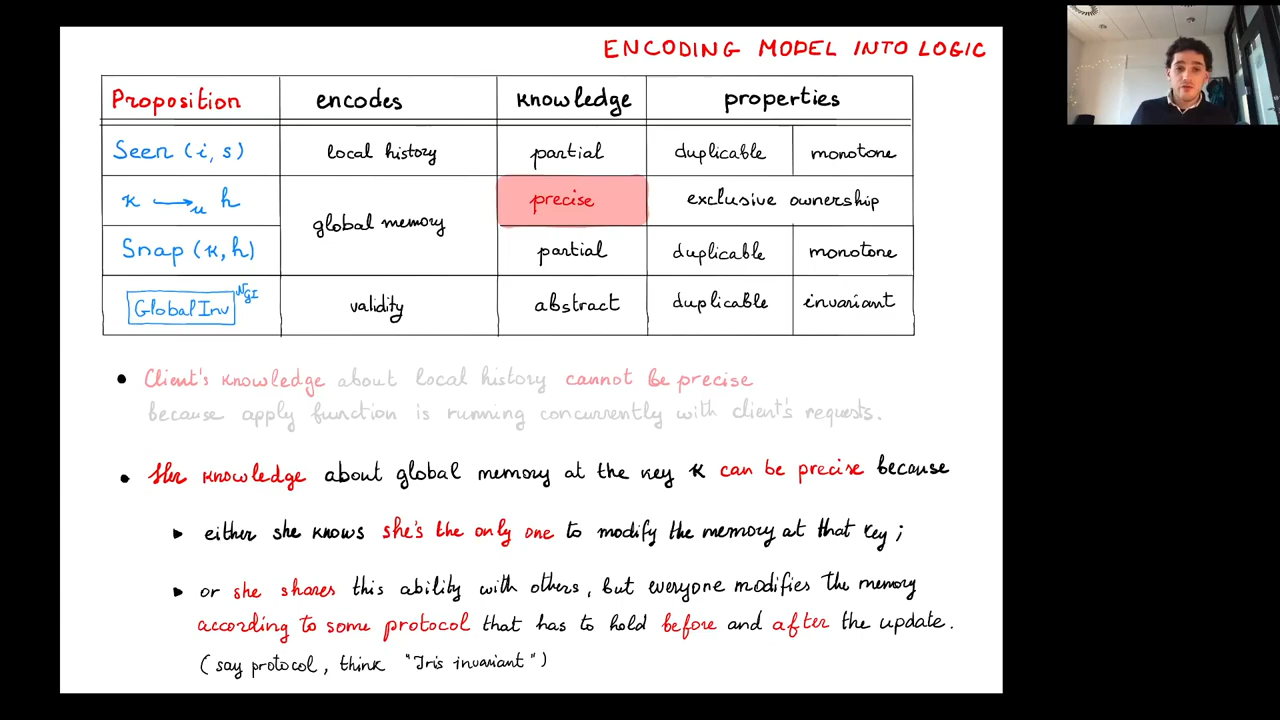 ENCODING MODEL INTO LOGIC
Proposition encodes knowledge properties
Seen (i, s) local history partial duplicable monotone
κ →u h global memory precise exclusive ownership
Snap (κ, h) partial duplicable monotone
GlobalInv N_GI validity abstract duplicable invariant
• Client's knowledge about local history cannot be precise
because apply function is running concurrently with client's requests.
• Her knowledge about global memory at the key κ can be precise because
▸ either she knows she's the only one to modify the memory at that key;
▸ or she shares this ability with others, but everyone modifies the memory
according to some protocol that has to hold before and after the update.
(say protocol, think "Iris invariant")